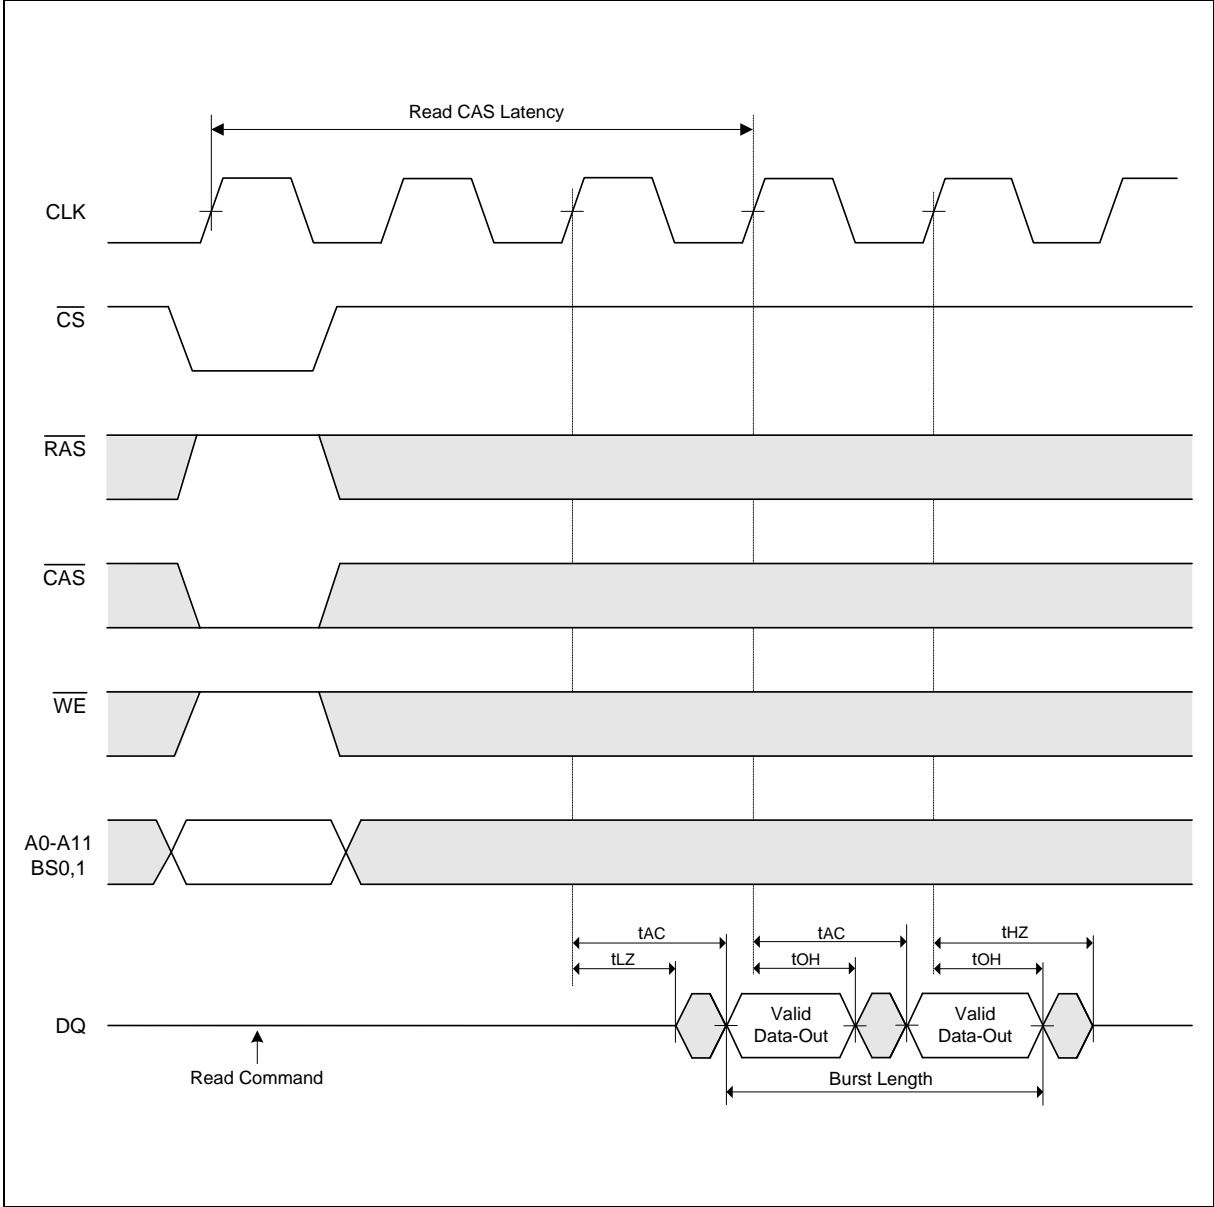 Read CAS Latency
CLK
CS
RAS
CAS
WE
A0-A11
BS0,1
tAC
tAC
tHZ
tLZ
tOH
tOH
DQ
Valid
Data-Out
Valid
Data-Out
Read Command
Burst Length